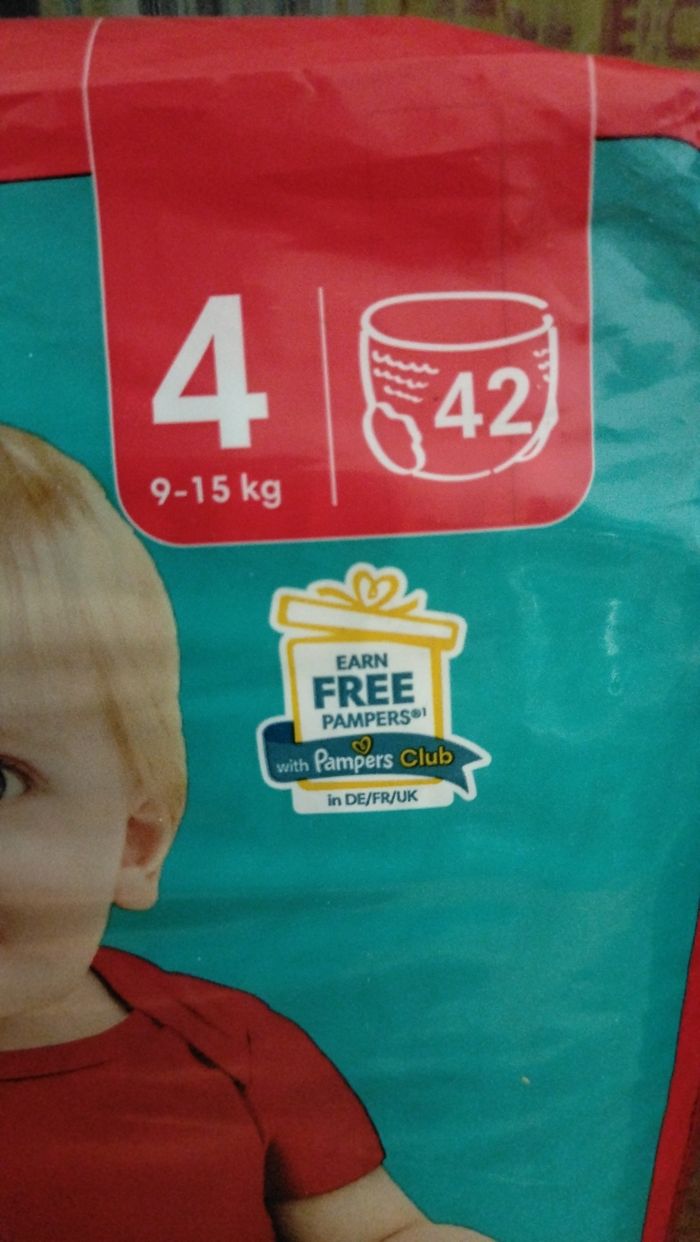 4
42
9-15 kg
EARN
FREE
PAMPERS®¹
with Pampers Club
in DE/FR/UK